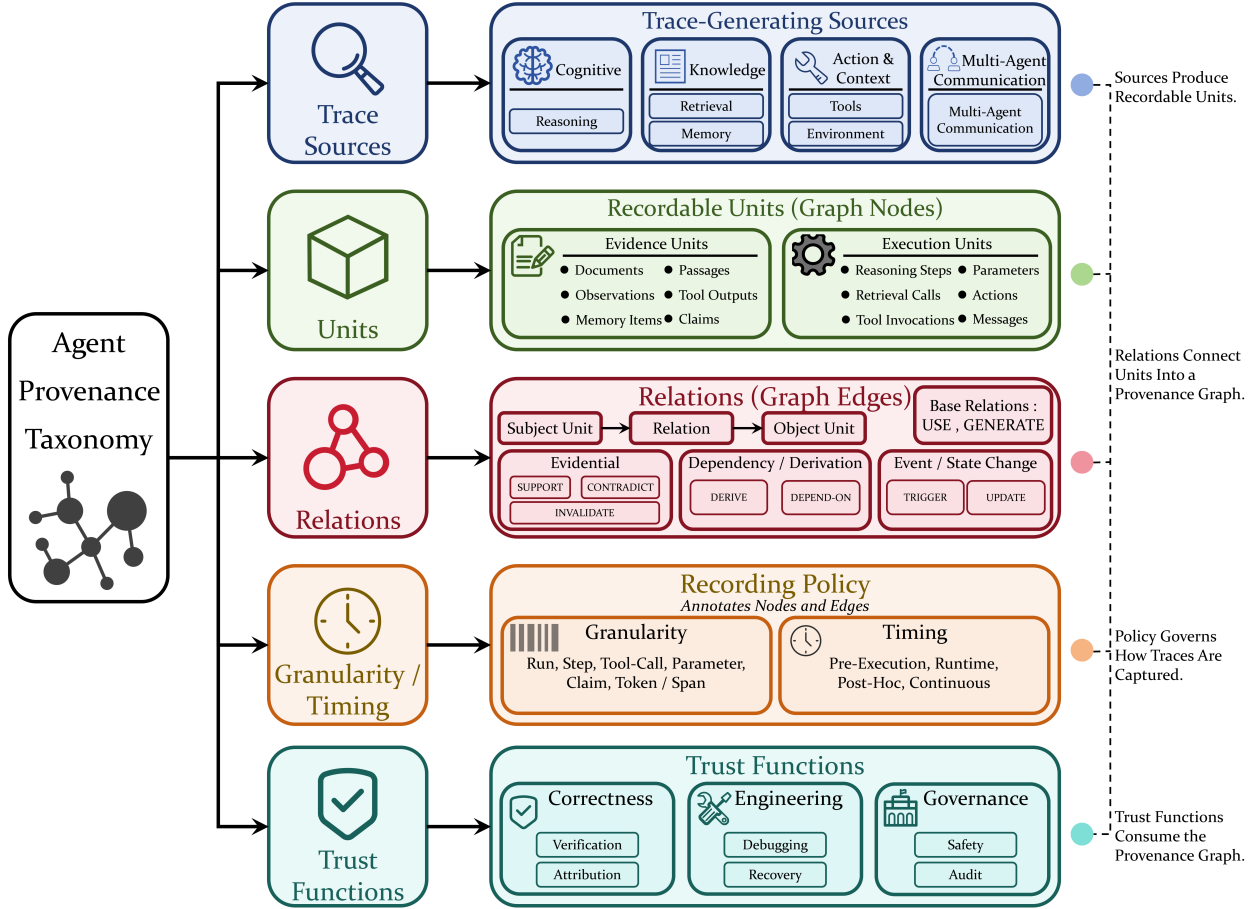 Agent
Provenance
Taxonomy
Trace
Sources
Trace-Generating Sources
Cognitive
Reasoning
Knowledge
Retrieval
Memory
Action &
Context
Tools
Environment
Multi-Agent
Communication
Multi-Agent
Communication
Sources Produce
Recordable Units.
Units
Recordable Units (Graph Nodes)
Evidence Units
● Documents ● Passages
● Observations ● Tool Outputs
● Memory Items ● Claims
Execution Units
● Reasoning Steps ● Parameters
● Retrieval Calls ● Actions
● Tool Invocations ● Messages
Relations Connect
Units Into a
Provenance Graph.
Relations
Relations (Graph Edges)
Base Relations :
USE , GENERATE
Subject Unit
Relation
Object Unit
Evidential
SUPPORT
CONTRADICT
INVALIDATE
Dependency / Derivation
DERIVE
DEPEND-ON
Event / State Change
TRIGGER
UPDATE
Granularity /
Timing
Recording Policy
Annotates Nodes and Edges
Granularity
Run, Step, Tool-Call, Parameter,
Claim, Token / Span
Timing
Pre-Execution, Runtime,
Post-Hoc, Continuous
Policy Governs
How Traces Are
Captured.
Trust
Functions
Trust Functions
Correctness
Verification
Attribution
Engineering
Debugging
Recovery
Governance
Safety
Audit
Trust Functions
Consume the
Provenance Graph.